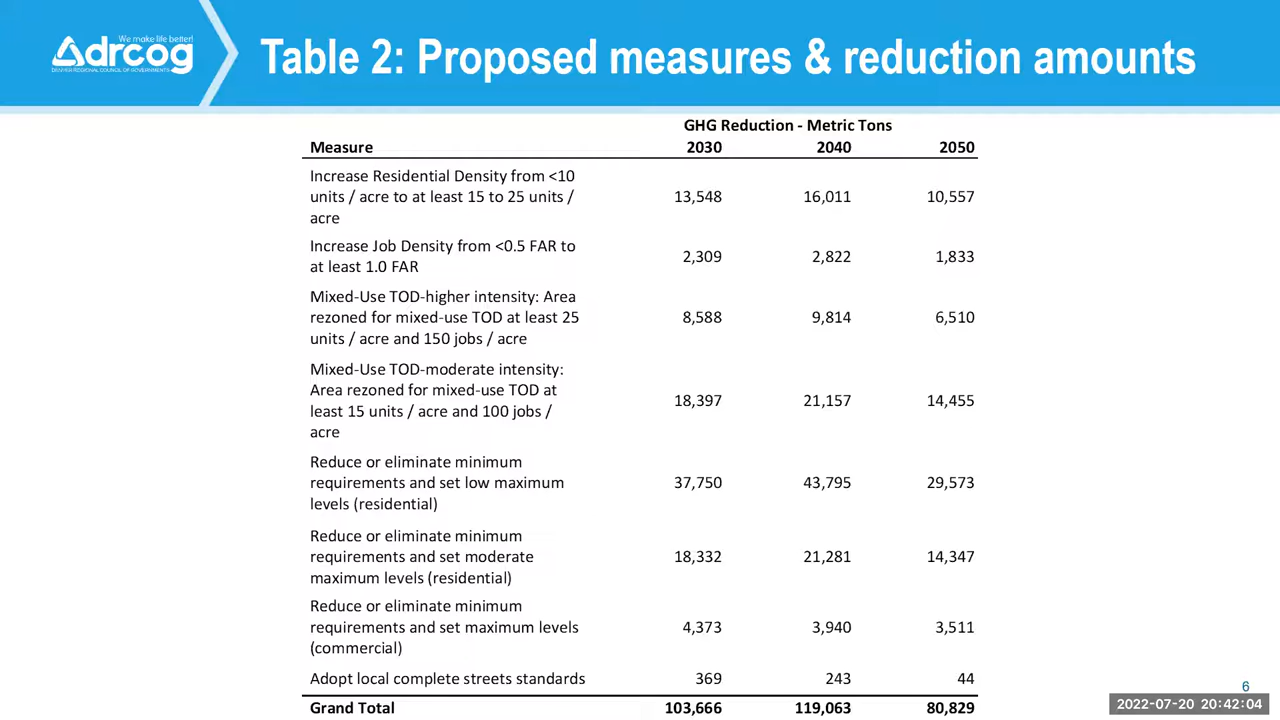 We make life better!
drcog
DENVER REGIONAL COUNCIL OF GOVERNMENTS
Table 2: Proposed measures & reduction amounts
GHG Reduction - Metric Tons
Measure 2030 2040 2050
Increase Residential Density from <10
units / acre to at least 15 to 25 units / 13,548 16,011 10,557
acre
Increase Job Density from <0.5 FAR to
at least 1.0 FAR 2,309 2,822 1,833
Mixed-Use TOD-higher intensity: Area
rezoned for mixed-use TOD at least 25 8,588 9,814 6,510
units / acre and 150 jobs / acre
Mixed-Use TOD-moderate intensity:
Area rezoned for mixed-use TOD at
least 15 units / acre and 100 jobs / 18,397 21,157 14,455
acre
Reduce or eliminate minimum
requirements and set low maximum 37,750 43,795 29,573
levels (residential)
Reduce or eliminate minimum
requirements and set moderate 18,332 21,281 14,347
maximum levels (residential)
Reduce or eliminate minimum
requirements and set maximum levels 4,373 3,940 3,511
(commercial)
Adopt local complete streets standards 369 243 44
Grand Total 103,666 119,063 80,829
6
2022-07-20 20:42:04